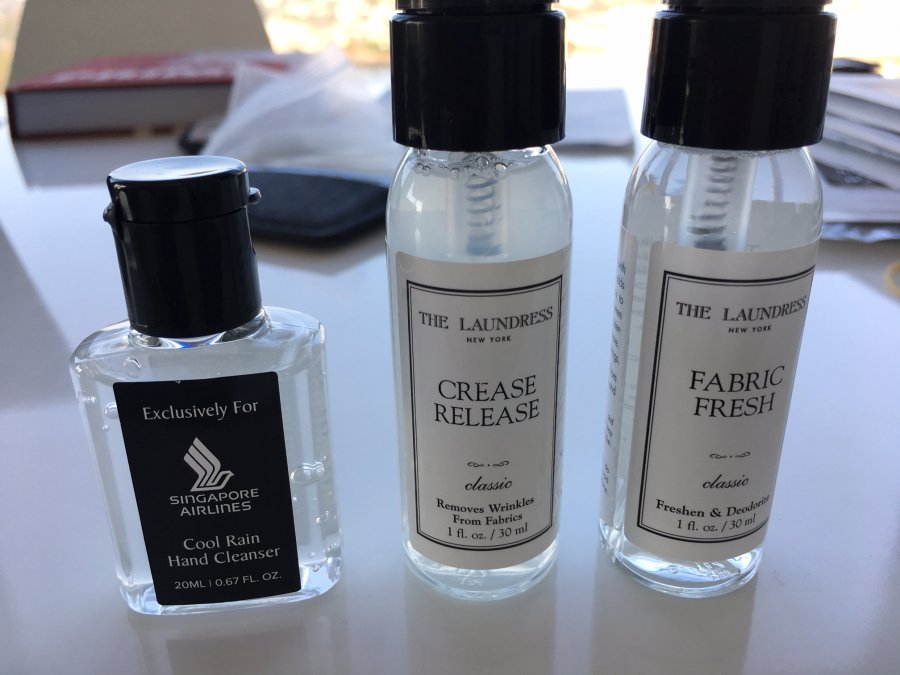 Exclusively For
SINGAPORE
AIRLINES
Cool Rain
Hand Cleanser
20ML | 0.67 FL. OZ.
THE LAUNDRESS
NEW YORK
CREASE
RELEASE
classic
Removes Wrinkles
From Fabrics
1 fl. oz. / 30 ml
THE LAUNDRESS
NEW YORK
FABRIC
FRESH
classic
Freshen & Deodorize
1 fl. oz. / 30 ml